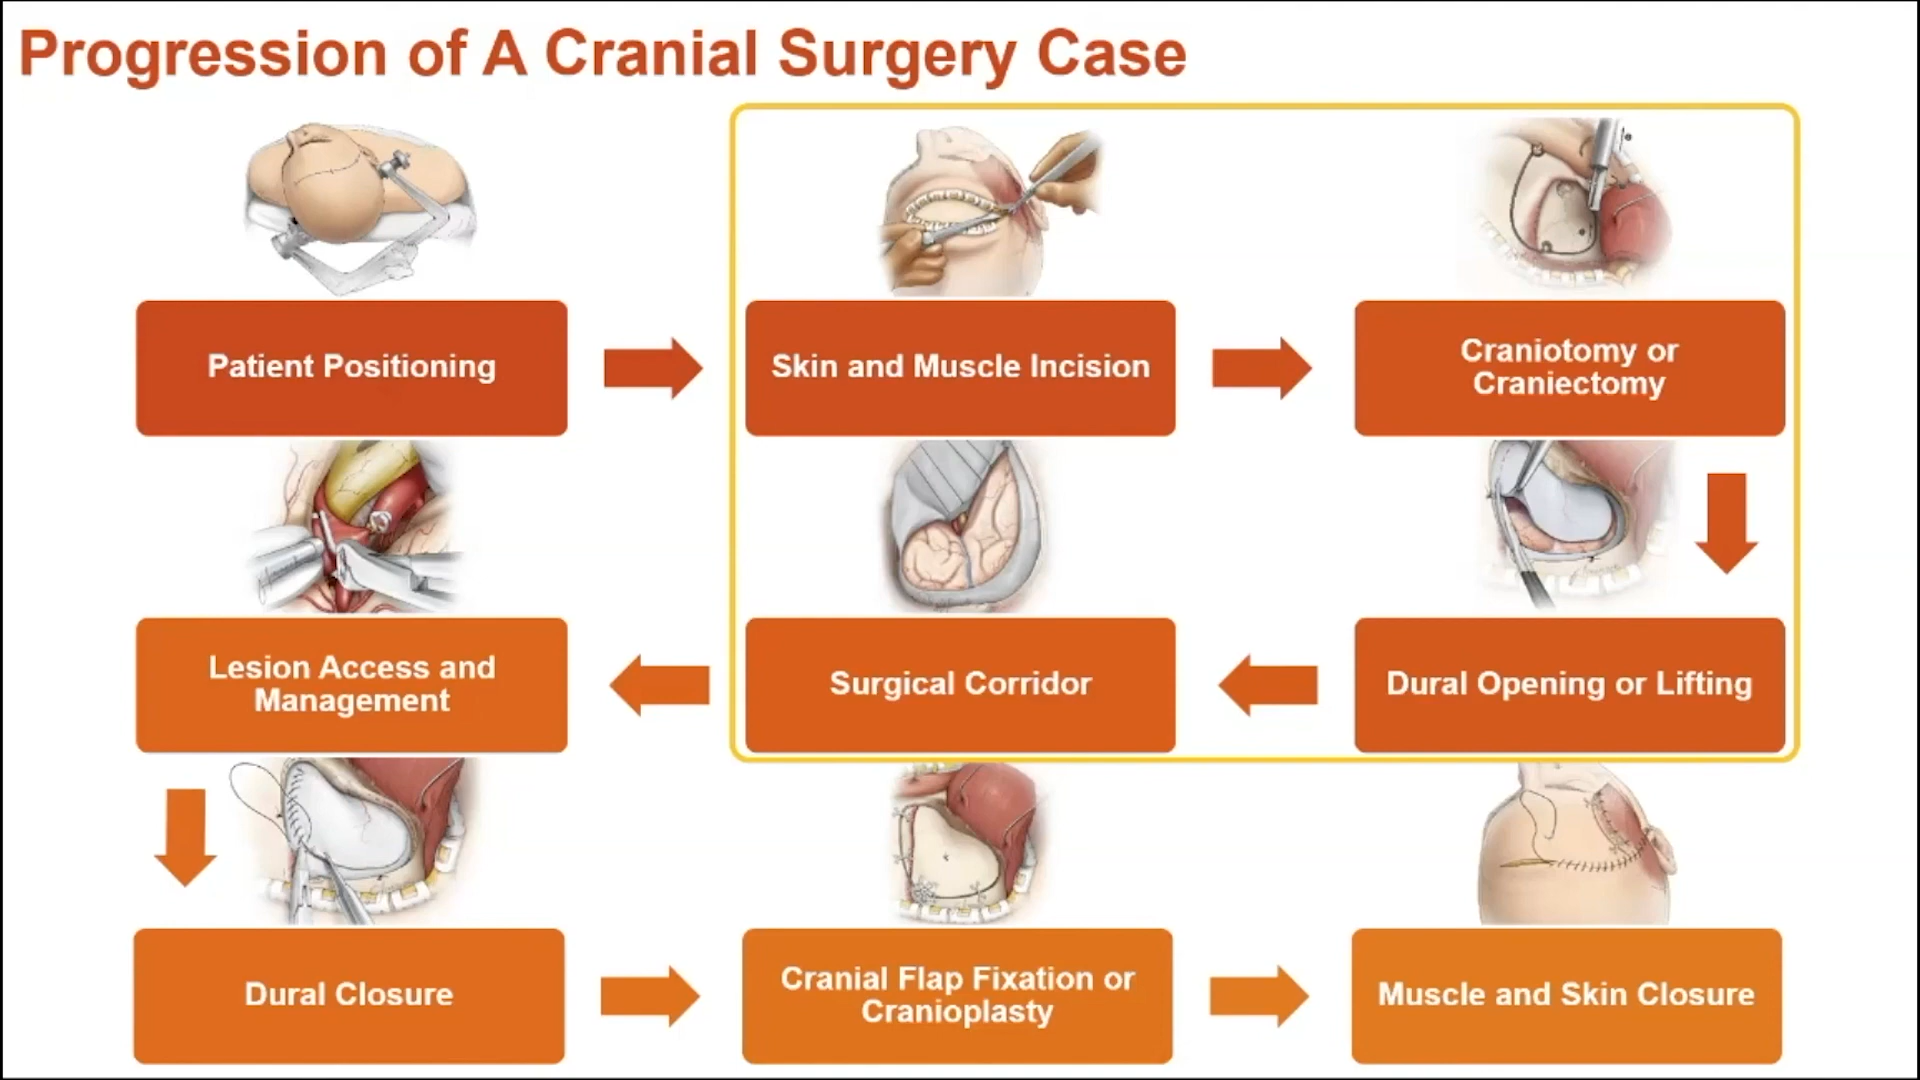 Progression of A Cranial Surgery Case
Patient Positioning
Skin and Muscle Incision
Craniotomy or
Craniectomy
Dural Opening or Lifting
Surgical Corridor
Lesion Access and
Management
Dural Closure
Cranial Flap Fixation or
Cranioplasty
Muscle and Skin Closure